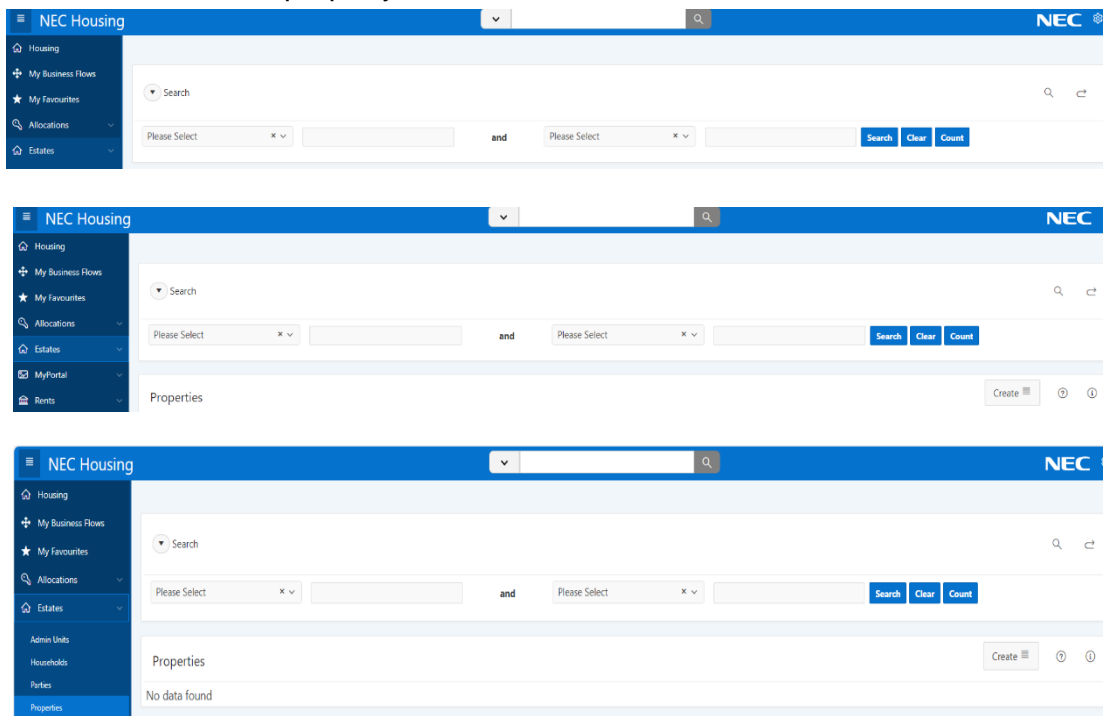 NEC Housing NEC
Housing
My Business Flows
Search
My Favourites
Allocations
Please Select and Please Select Search Clear Count
Estates
NEC Housing NEC
Housing
My Business Flows
Search
My Favourites
Allocations
Please Select and Please Select Search Clear Count
Estates
MyPortal
Properties Create
Rents
NEC Housing NEC
Housing
My Business Flows
Search
My Favourites
Allocations
Please Select and Please Select Search Clear Count
Estates
Admin Units
Households
Properties Create
Parties
No data found
Properties